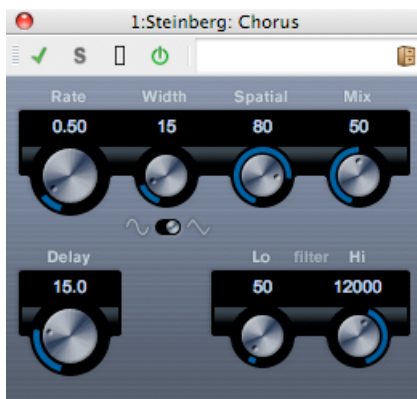 1:Steinberg: Chorus
S
Rate Width Spatial Mix
0.50 15 80 50
Delay Lo filter Hi
15.0 50 12000